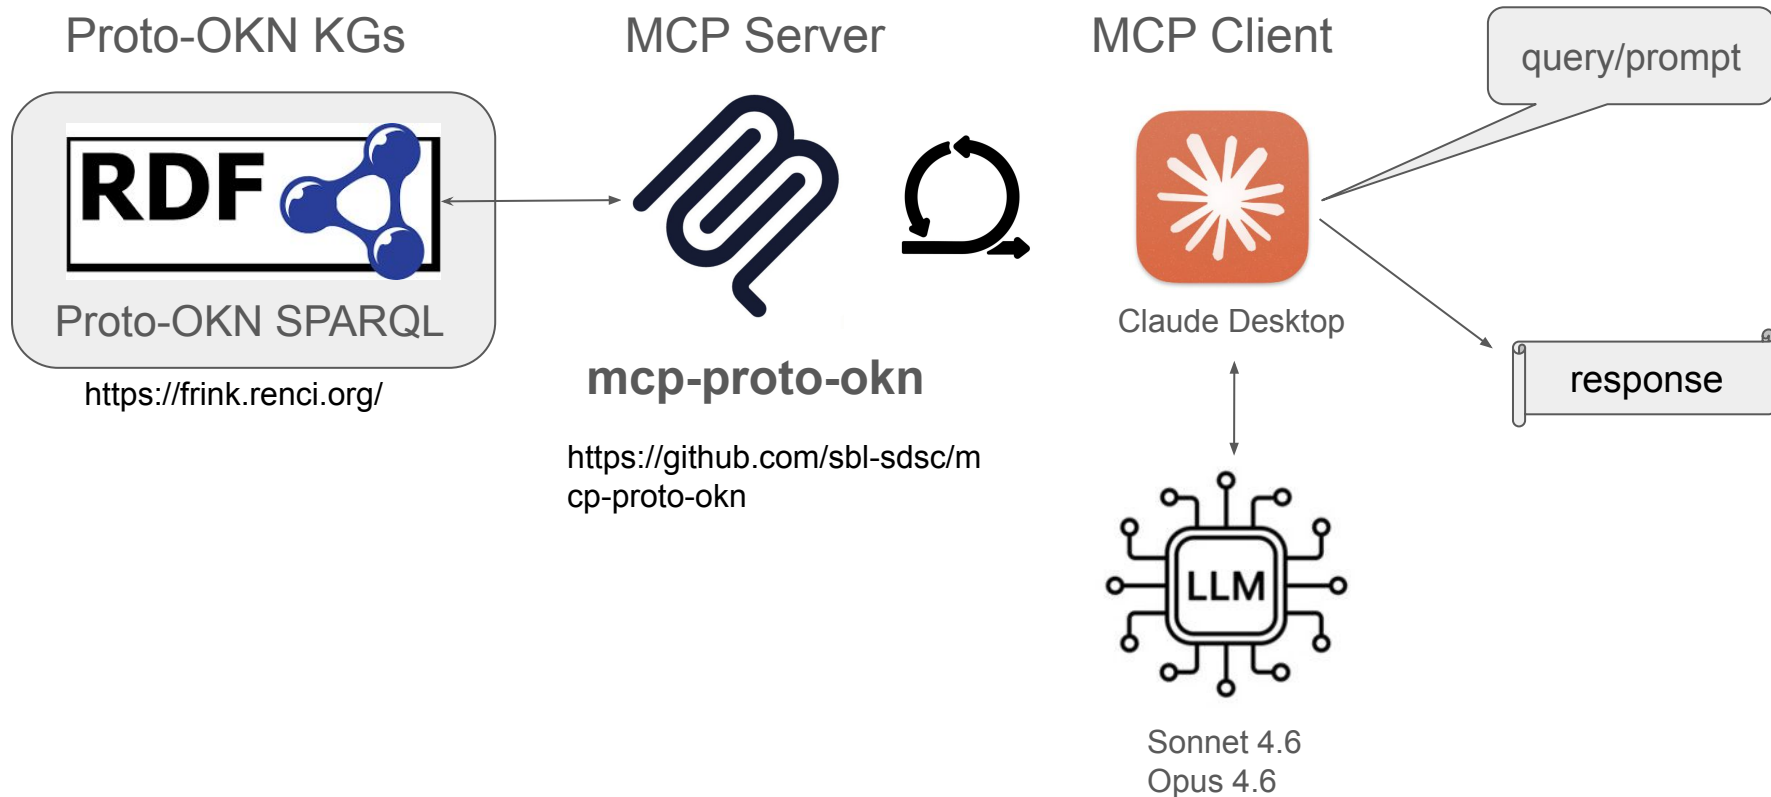 Proto-OKN KGs
MCP Server
MCP Client
query/prompt
RDF
Proto-OKN SPARQL
https://frink.renci.org/
mcp-proto-okn
https://github.com/sbl-sdsc/m
cp-proto-okn
Claude Desktop
response
LLM
Sonnet 4.6
Opus 4.6